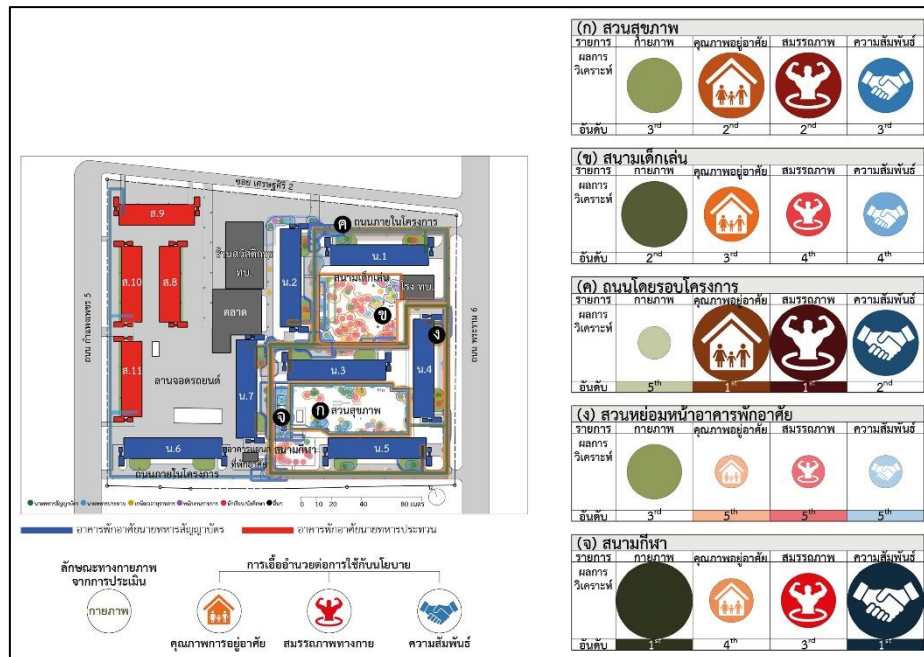 ซอย เศรษฐศิริ 2
ค ถนนภายในโครงการ
ส.9
น.1
น.2
สนามเด็กเล่น
โรง ทบ.
ส.10
ส.8
ตลาด
ข
ง
ถนน กำแพงเพชร 5
ถนน พระราม 6
ส.11
ลานจอดรถยนต์
น.7
น.3
น.4
จ
ก สวนสุขภาพ
น.6
สนามกีฬา
น.5
ถนนภายในโครงการ
0 10 20 40 80 เมตร
อาคารพักอาศัยนายทหารสัญญาบัตร
อาคารพักอาศัยนายทหารประทวน
ลักษณะทางกายภาพ
จากการประเมิน
การเอื้ออำนวยต่อการใช้กับนโยบาย
กายภาพ
คุณภาพการอยู่อาศัย
สมรรถภาพทางกาย
ความสัมพันธ์
(ก) สวนสุขภาพ
รายการ กายภาพ คุณภาพอยู่อาศัย สมรรถภาพ ความสัมพันธ์
ผลการ
วิเคราะห์
อันดับ 3rd 2nd 2nd 3rd
(ข) สนามเด็กเล่น
รายการ กายภาพ คุณภาพอยู่อาศัย สมรรถภาพ ความสัมพันธ์
ผลการ
วิเคราะห์
อันดับ 2nd 3rd 4th 4th
(ค) ถนนโดยรอบโครงการ
รายการ กายภาพ คุณภาพอยู่อาศัย สมรรถภาพ ความสัมพันธ์
ผลการ
วิเคราะห์
อันดับ 5th 1st 1st 2nd
(ง) สวนหย่อมหน้าอาคารพักอาศัย
รายการ กายภาพ คุณภาพอยู่อาศัย สมรรถภาพ ความสัมพันธ์
ผลการ
วิเคราะห์
อันดับ 3rd 5th 5th 5th
(จ) สนามกีฬา
รายการ กายภาพ คุณภาพอยู่อาศัย สมรรถภาพ ความสัมพันธ์
ผลการ
วิเคราะห์
อันดับ 1st 4th 3rd 1st